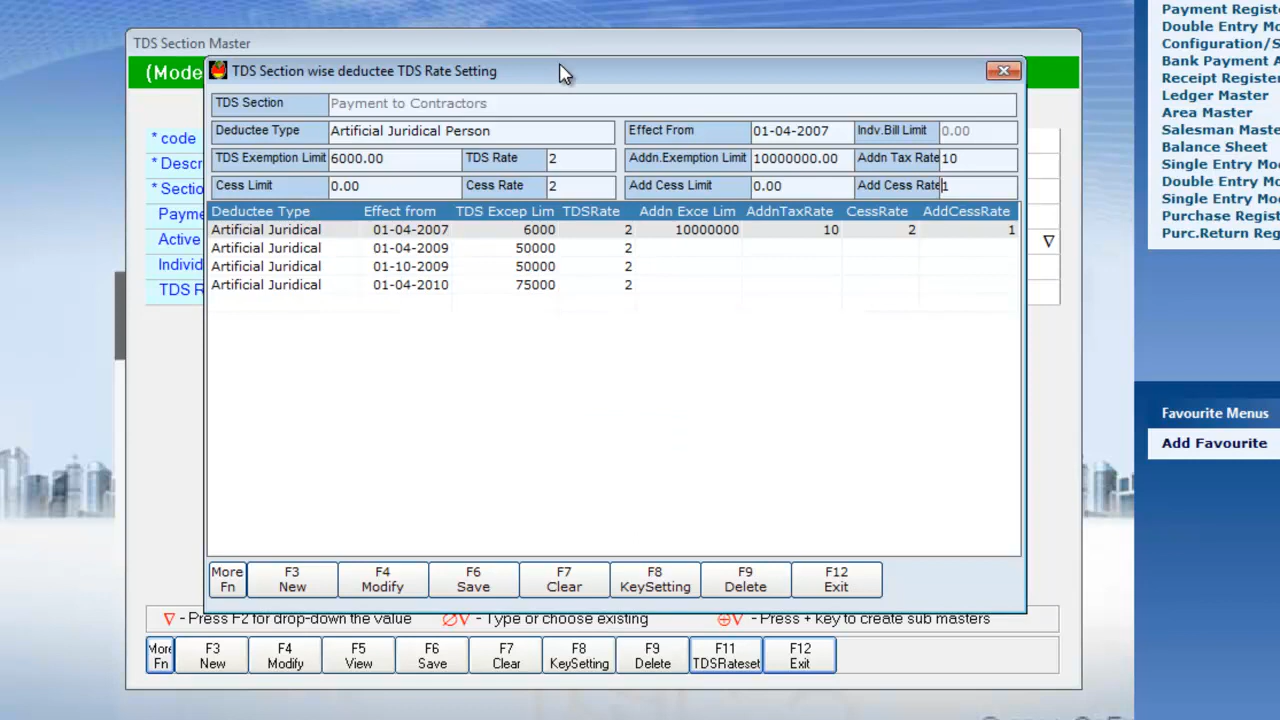 TDS Section Master
(Mode
TDS Section wise deductee TDS Rate Setting
TDS Section Payment to Contractors
Deductee Type Artificial Juridical Person Effect From 01-04-2007 Indv.Bill Limit 0.00
TDS Exemption Limit 6000.00 TDS Rate 2 Addn.Exemption Limit 10000000.00 Addn Tax Rate 10
Cess Limit 0.00 Cess Rate 2 Add Cess Limit 0.00 Add Cess Rate 1
Deductee Type Effect from TDS Excep Lim TDSRate Addn Exce Lim AddnTaxRate CessRate AddCessRate
Artificial Juridical 01-04-2007 6000 2 10000000 10 2 1
Artificial Juridical 01-04-2009 50000 2
Artificial Juridical 01-10-2009 50000 2
Artificial Juridical 01-04-2010 75000 2
* code
* Descr
* Sectio
Payme
Active
Individ
TDS R
More Fn F3 New F4 Modify F6 Save F7 Clear F8 KeySetting F9 Delete F12 Exit
∇ - Press F2 for drop-down the value ∅∇ - Type or choose existing ⊕∇ - Press + key to create sub masters
More Fn F3 New F4 Modify F5 View F6 Save F7 Clear F8 KeySetting F9 Delete F11 TDSRateset F12 Exit
Payment Registe
Double Entry Mo
Configuration/S
Bank Payment A
Receipt Register
Ledger Master
Area Master
Salesman Maste
Balance Sheet
Single Entry Mo
Double Entry Mo
Single Entry Mo
Purchase Regist
Purc.Return Reg
Favourite Menus
Add Favourite